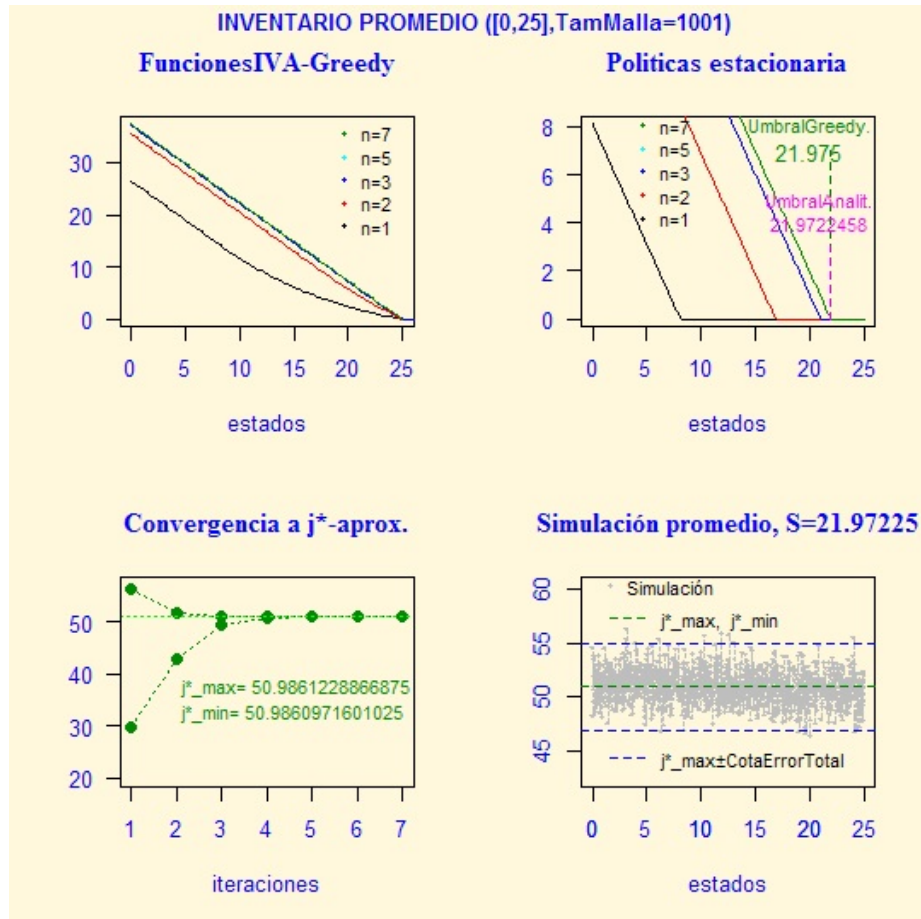 INVENTARIO PROMEDIO ([0,25],TamMalla=1001)
FuncionesIVA-Greedy
30
20
10
0
n=7
n=5
n=3
n=2
n=1
0 5 10 15 20 25
estados
Politicas estacionaria
8
6
4
2
0
n=7
n=5
n=3
n=2
n=1
UmbralGreedy.
21.975
UmbralAnalit.
21.9722458
0 5 10 15 20 25
estados
Convergencia a j*-aprox.
50
40
30
20
j*_max= 50.9861228866875
j*_min= 50.9860971601025
1 2 3 4 5 6 7
iteraciones
Simulación promedio, S=21.97225
60
55
50
45
Simulación
j*_max, j*_min
j*_max±CotaErrorTotal
0 5 10 15 20 25
estados